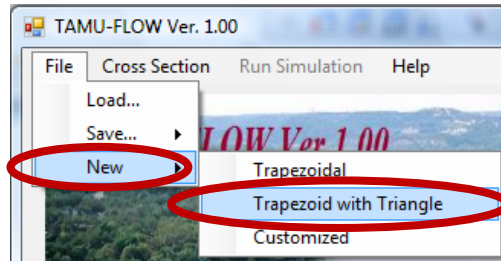 TAMU-FLOW Ver. 1.00
File Cross Section Run Simulation Help
Load...
Save...
OW Ver 1.00
New
Trapezoidal
Trapezoid with Triangle
Customized